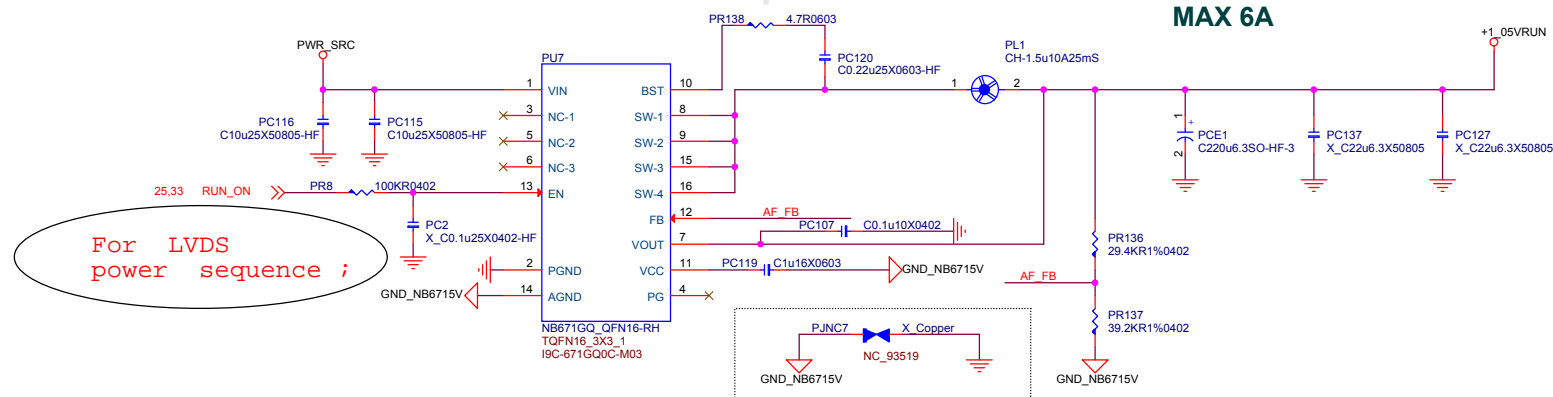 MAX 6A
+1_05VRUN
PWR_SRC
PU7
PR138
4.7R0603
PC120
C0.22u25X0603-HF
PL1
CH-1.5u10A25mS
1
2
1
VIN
3
NC-1
5
NC-2
6
NC-3
13
EN
2
PGND
14
AGND
BST
10
SW-1
8
SW-2
9
SW-3
15
SW-4
16
FB
12
VOUT
7
VCC
11
PG
4
PC116
C10u25X50805-HF
PC115
C10u25X50805-HF
25,33
RUN_ON
PR8
100KR0402
PC2
X_C0.1u25X0402-HF
For LVDS
power sequence ;
GND_NB6715V
NB671GQ_QFN16-RH
TQFN16_3X3_1
I9C-671GQ0C-M03
AF_FB
PC107
C0.1u10X0402
PC119
C1u16X0603
GND_NB6715V
1
+
2
PCE1
C220u6.3SO-HF-3
PC137
X_C22u6.3X50805
PC127
X_C22u6.3X50805
PR136
29.4KR1%0402
AF_FB
PR137
39.2KR1%0402
GND_NB6715V
PJNC7
X_Copper
NC_93519
GND_NB6715V